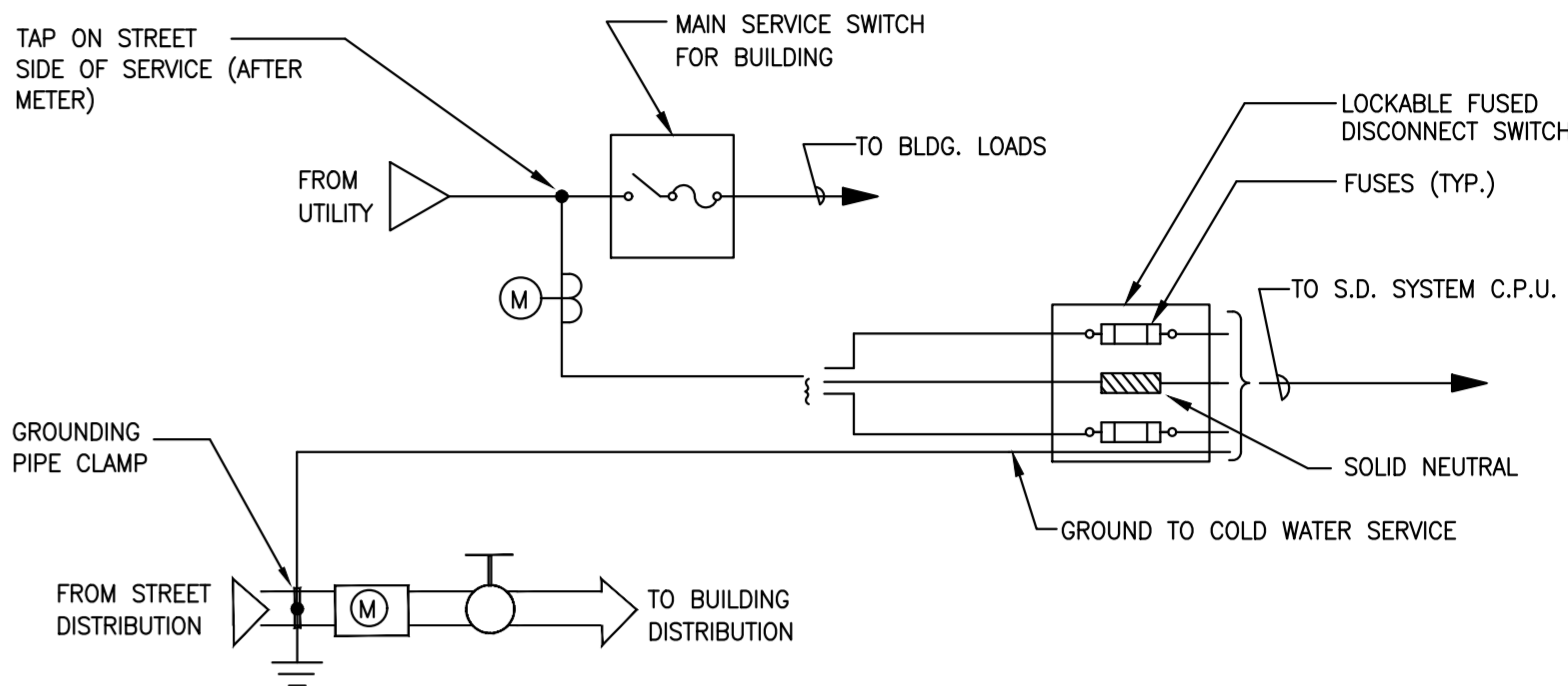 TAP ON STREET
SIDE OF SERVICE (AFTER
METER)
MAIN SERVICE SWITCH
FOR BUILDING
LOCKABLE FUSED
DISCONNECT SWITCH
FROM
UTILITY
TO BLDG. LOADS
FUSES (TYP.)
M
TO S.D. SYSTEM C.P.U.
GROUNDING
PIPE CLAMP
SOLID NEUTRAL
GROUND TO COLD WATER SERVICE
FROM STREET
DISTRIBUTION
M
TO BUILDING
DISTRIBUTION